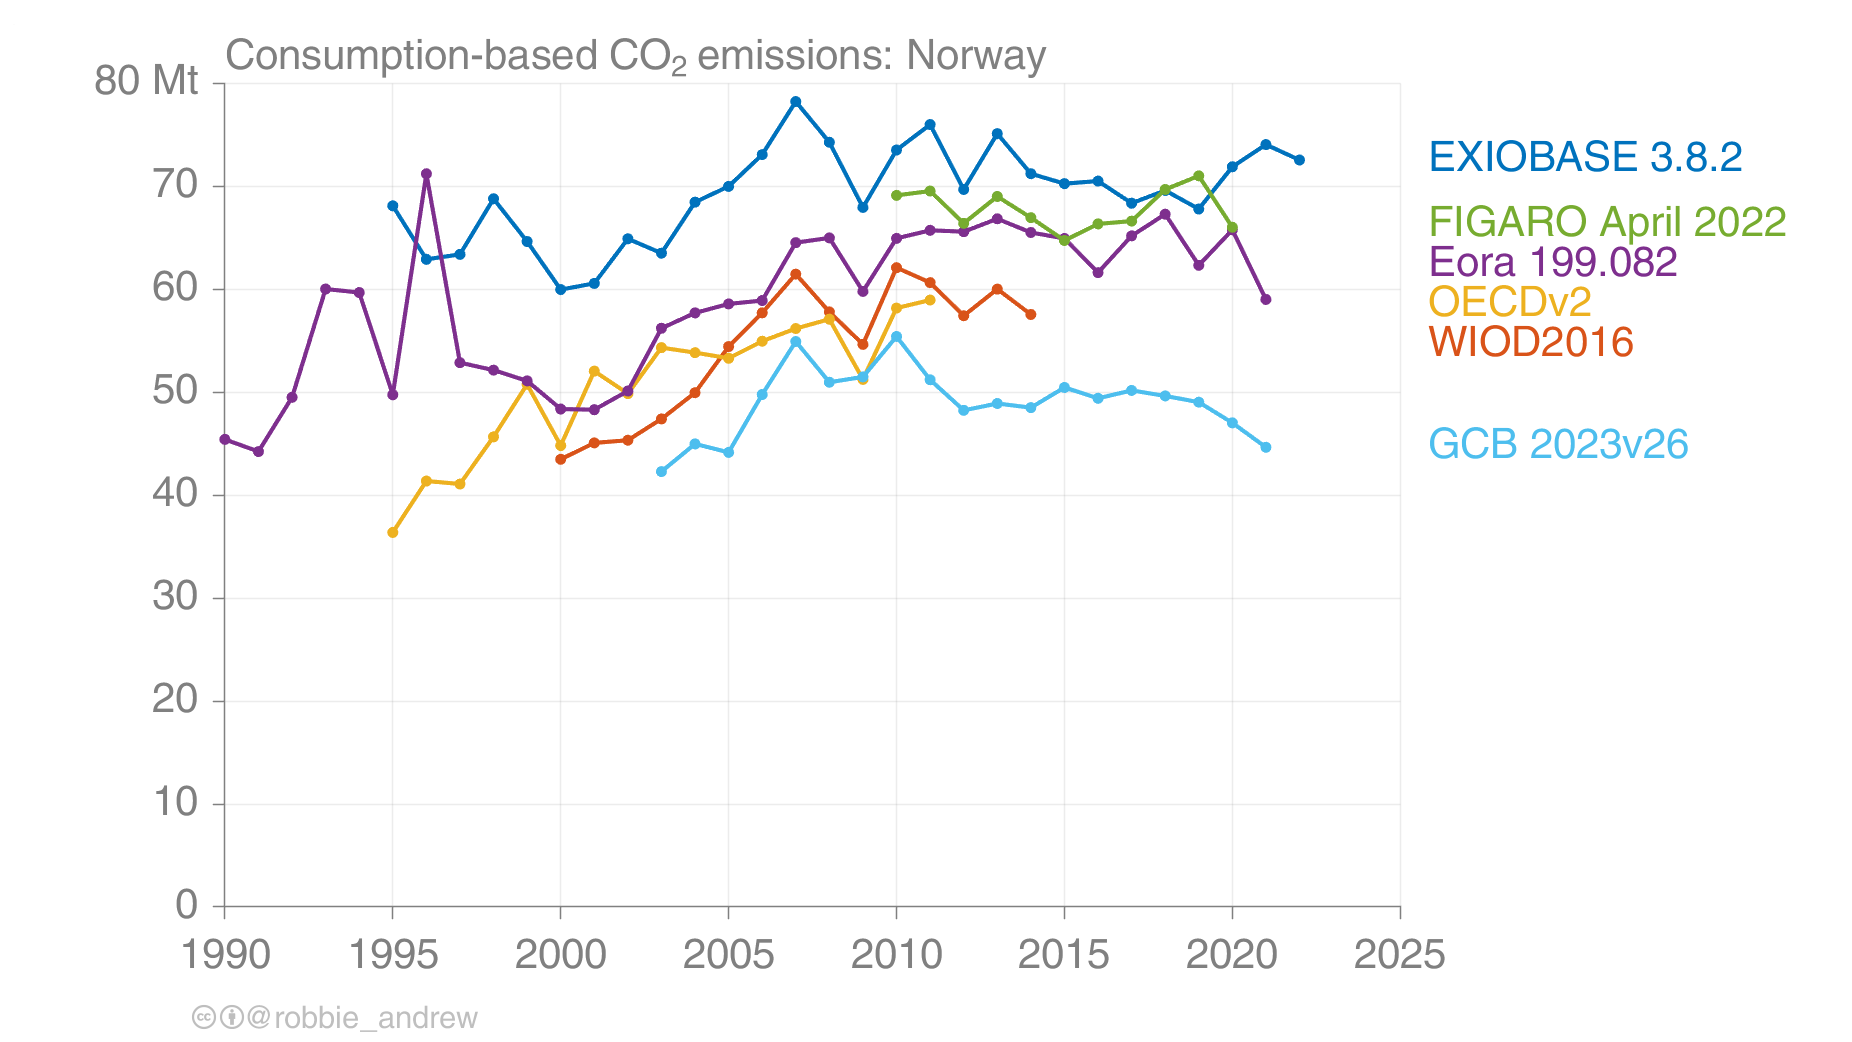 Consumption-based CO₂ emissions: Norway
80 Mt
70
60
50
40
30
20
10
0
1990 1995 2000 2005 2010 2015 2020 2025
EXIOBASE 3.8.2
FIGARO April 2022
Eora 199.082
OECDv2
WIOD2016
GCB 2023v26
cc @robbie_andrew